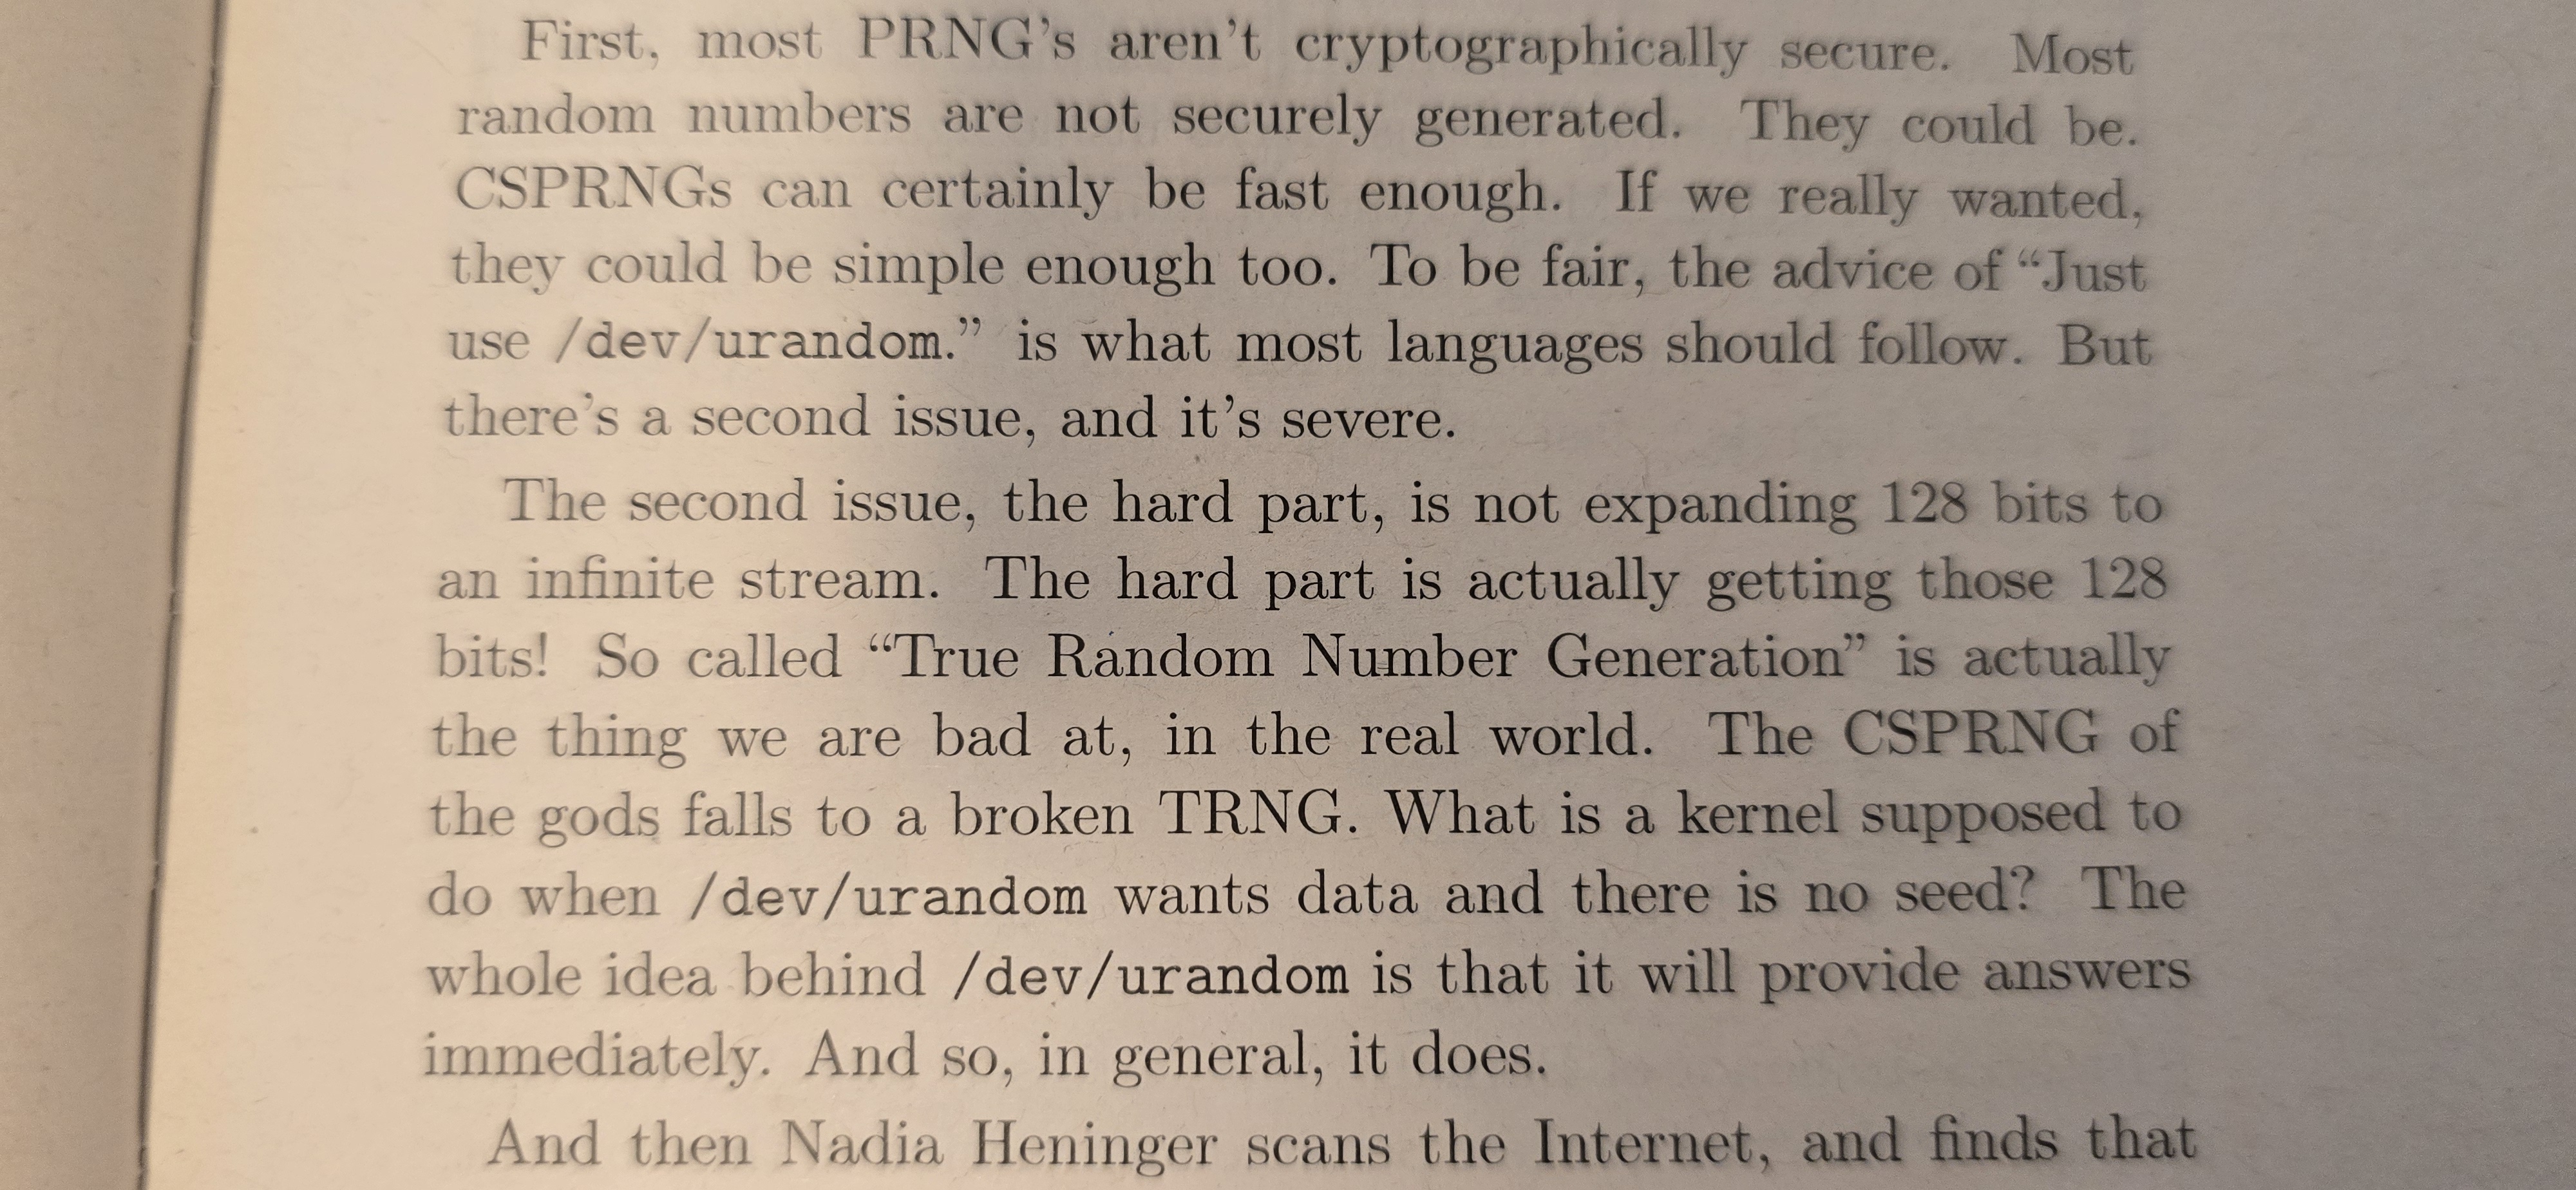 First, most PRNG's aren't cryptographically secure. Most
random numbers are not securely generated. They could be.
CSPRNGs can certainly be fast enough. If we really wanted,
they could be simple enough too. To be fair, the advice of “Just
use /dev/urandom.” is what most languages should follow. But
there's a second issue, and it's severe.
The second issue, the hard part, is not expanding 128 bits to
an infinite stream. The hard part is actually getting those 128
bits! So called “True Random Number Generation” is actually
the thing we are bad at, in the real world. The CSPRNG of
the gods falls to a broken TRNG. What is a kernel supposed to
do when /dev/urandom wants data and there is no seed? The
whole idea behind /dev/urandom is that it will provide answers
immediately. And so, in general, it does.
And then Nadia Heninger scans the Internet, and finds that